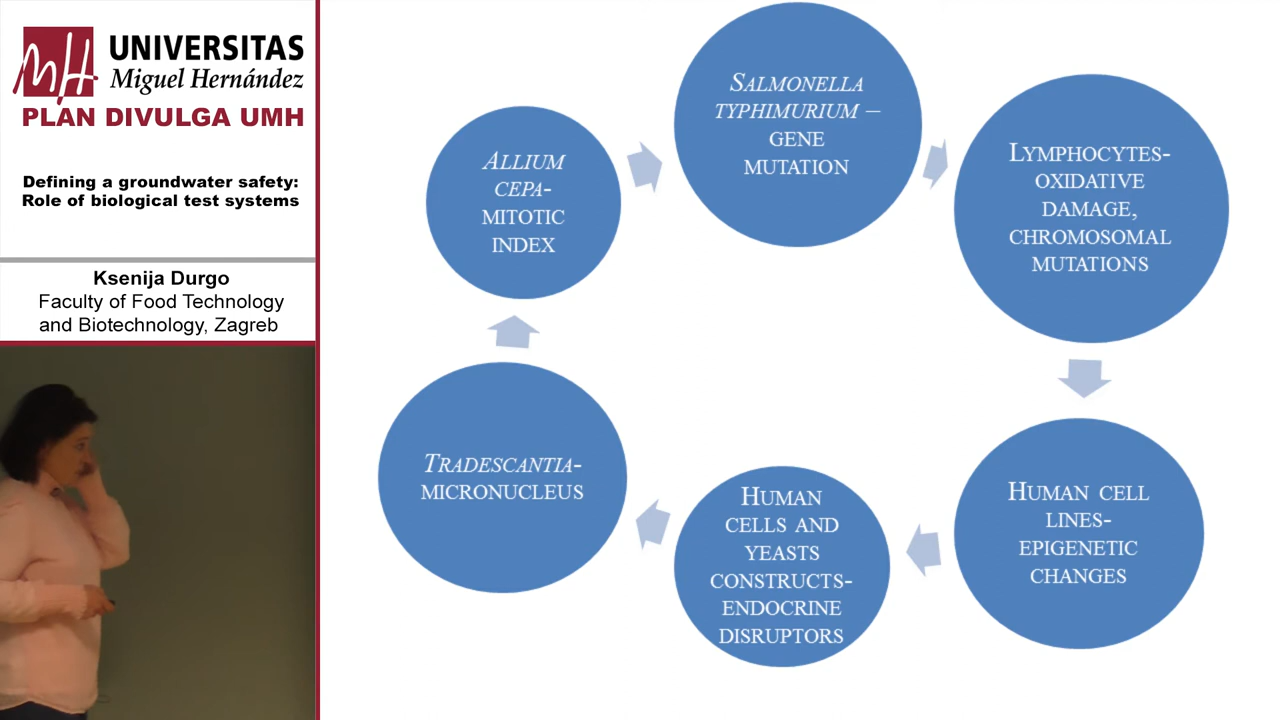 UNIVERSITAS
Miguel Hernández
PLAN DIVULGA UMH
Defining a groundwater safety:
Role of biological test systems
Ksenija Durgo
Faculty of Food Technology
and Biotechnology, Zagreb
SALMONELLA
TYPHIMURIUM –
GENE
MUTATION
LYMPHOCYTES-
OXIDATIVE
DAMAGE,
CHROMOSOMAL
MUTATIONS
HUMAN CELL
LINES-
EPIGENETIC
CHANGES
HUMAN
CELLS AND
YEASTS
CONSTRUCTS-
ENDOCRINE
DISRUPTORS
TRADESCANTIA-
MICRONUCLEUS
ALLIUM
CEPA-
MITOTIC
INDEX